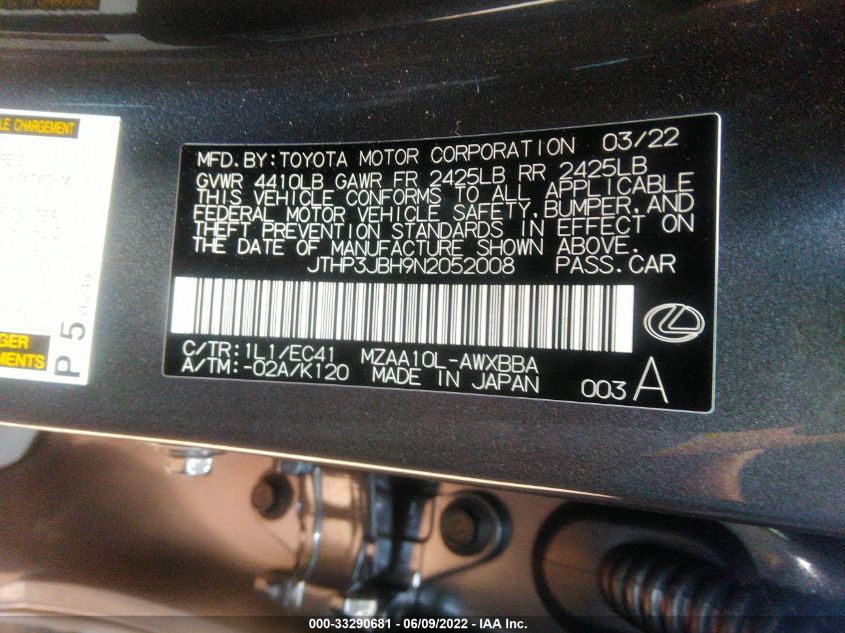 LE CHARGEMENT
MFD. BY: TOYOTA MOTOR CORPORATION 03/22
GVWR 4410LB GAWR FR 2425LB RR 2425LB
THIS VEHICLE CONFORMS TO ALL APPLICABLE
FEDERAL MOTOR VEHICLE SAFETY, BUMPER, AND
THEFT PREVENTION STANDARDS IN EFFECT ON
THE DATE OF MANUFACTURE SHOWN ABOVE.
JTHP3JBH9N2052008 PASS.CAR
C/TR: 1L1/EC41 MZAA10L-AWXBBA
A/TM: -02A/K120 MADE IN JAPAN 003 A
NGER
P 5
000-33290681 - 06/09/2022 - IAA Inc.